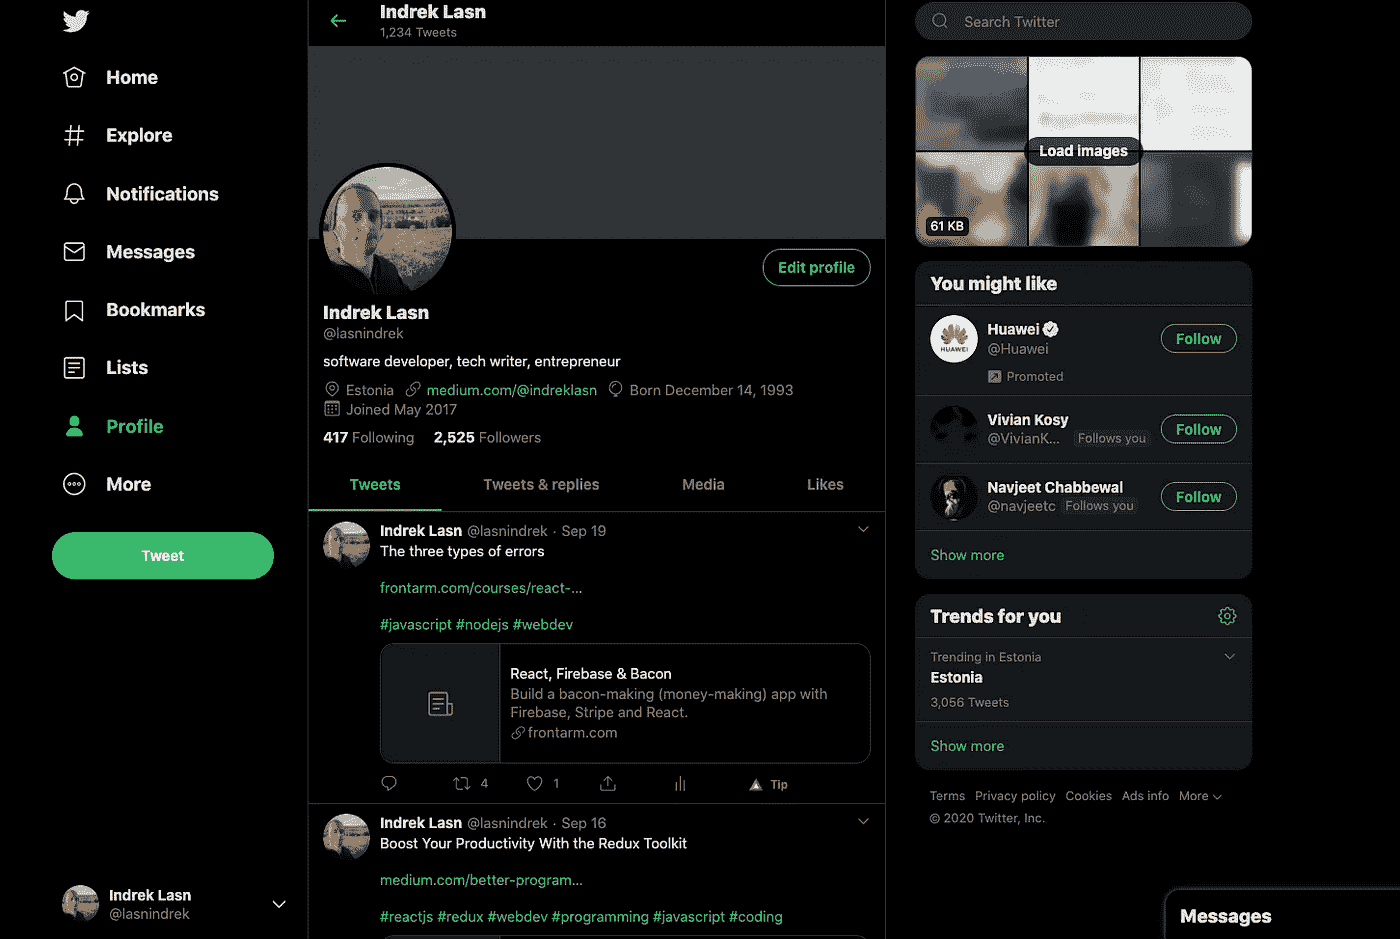 Home
Explore
Notifications
Messages
Bookmarks
Lists
Profile
More
Tweet
Indrek Lasn
@lasnindrek
Indrek Lasn
1,234 Tweets
Edit profile
Indrek Lasn
@lasnindrek
software developer, tech writer, entrepreneur
Estonia medium.com/@indreklasn Born December 14, 1993
Joined May 2017
417 Following 2,525 Followers
Tweets Tweets & replies Media Likes
Indrek Lasn @lasnindrek · Sep 19
The three types of errors
frontarm.com/courses/react-...
#javascript #nodejs #webdev
React, Firebase & Bacon
Build a bacon-making (money-making) app with
Firebase, Stripe and React.
frontarm.com
4 1 Tip
Indrek Lasn @lasnindrek · Sep 16
Boost Your Productivity With the Redux Toolkit
medium.com/better-program...
#reactjs #redux #webdev #programming #javascript #coding
Search Twitter
Load images
61 KB
You might like
HUAWEI
Huawei
@Huawei
Promoted
Follow
Vivian Kosy
@VivianK... Follows you
Follow
Navjeet Chabbewal
@navjeetc Follows you
Follow
Show more
Trends for you
Trending in Estonia
Estonia
3,056 Tweets
Show more
Terms Privacy policy Cookies Ads info More
© 2020 Twitter, Inc.
Messages